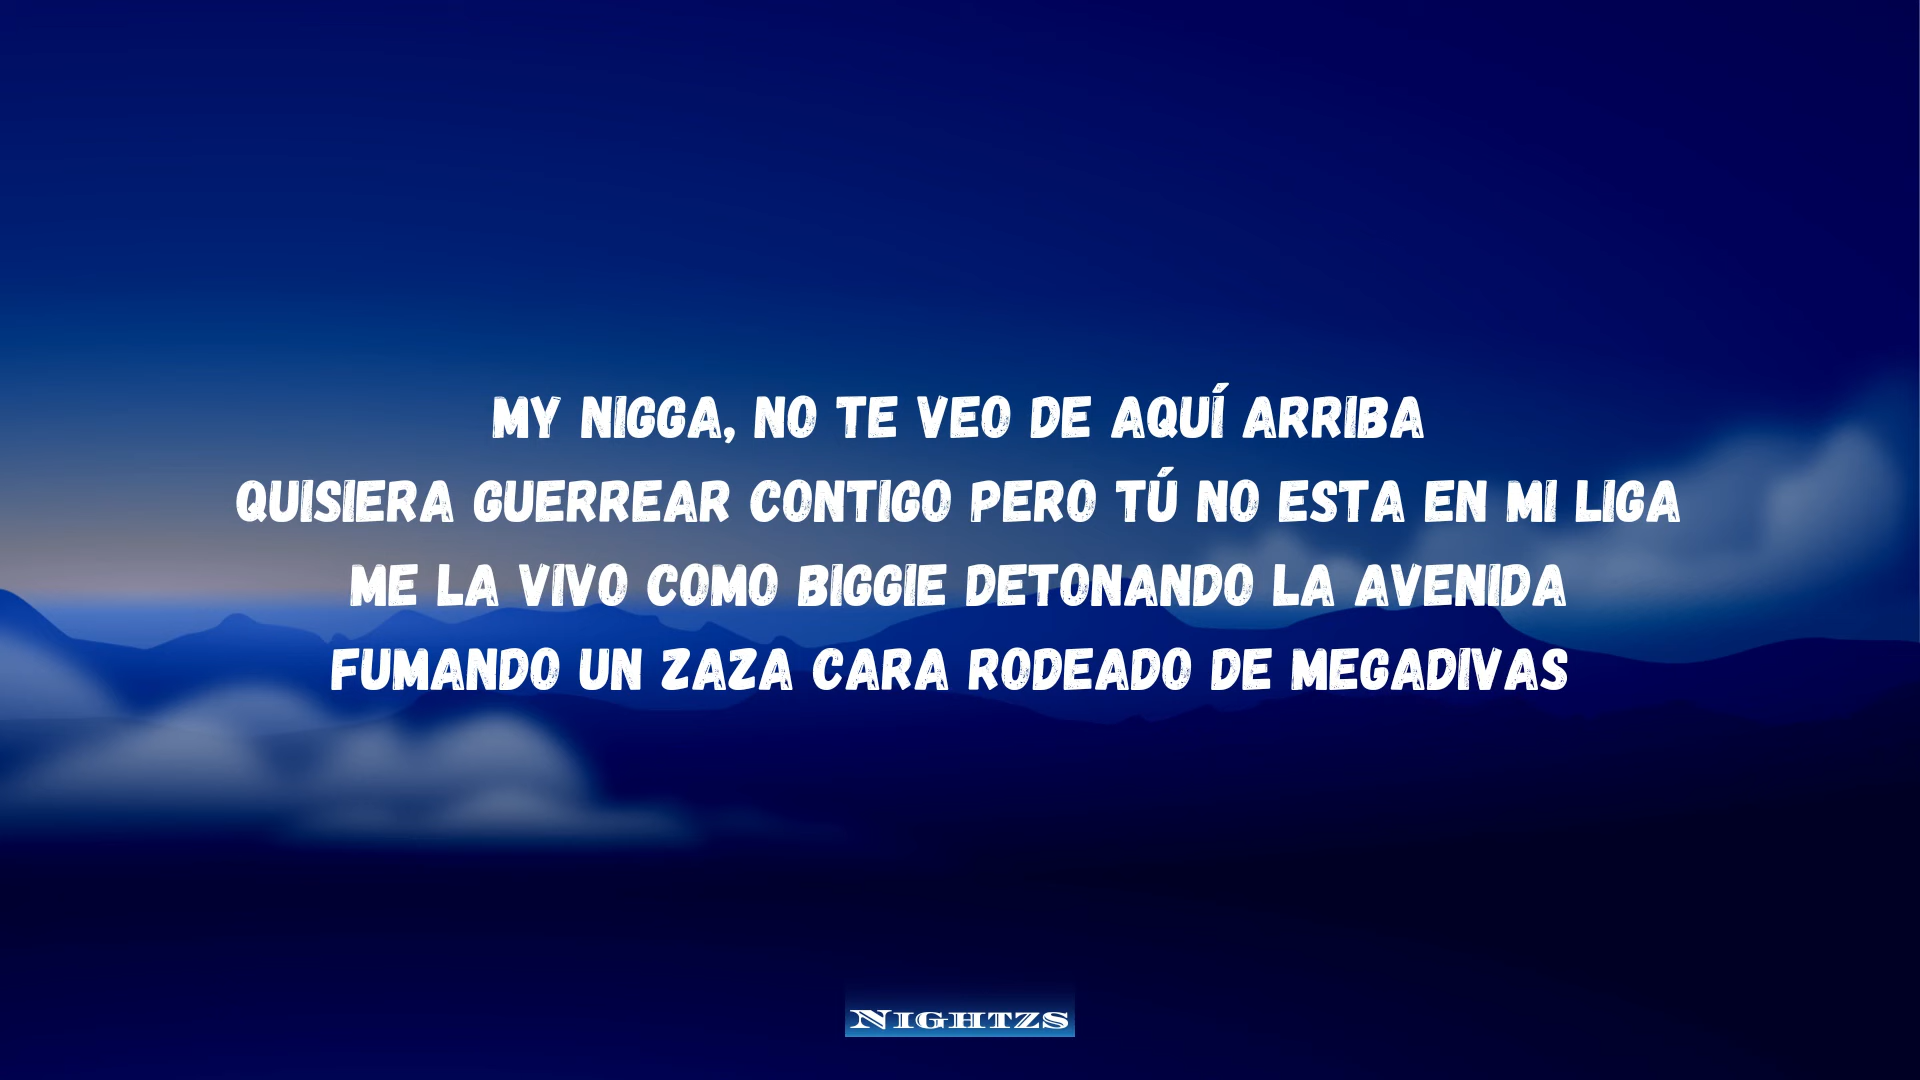 MY NIGGA, NO TE VEO DE AQUÍ ARRIBA
QUISIERA GUERREAR CONTIGO PERO TÚ NO ESTA EN MI LIGA
ME LA VIVO COMO BIGGIE DETONANDO LA AVENIDA
FUMANDO UN ZAZA CARA RODEADO DE MEGADIVAS
NIGHTZS